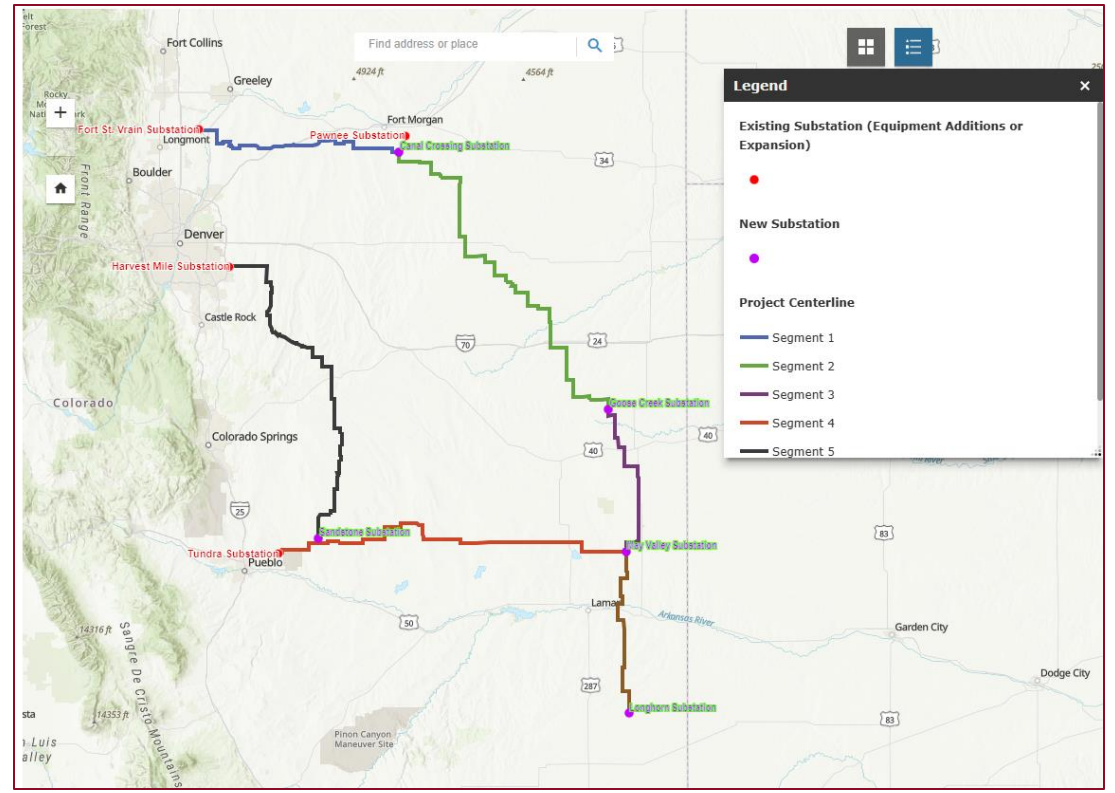 elt
Forest
Fort Collins
Find address or place
4924 ft
4564 ft
Greeley
Rocky
Fort Morgan
Fort St. Vrain Substation
Pawnee Substation
Longmont
Canal Crossing Substation
34
Boulder
Front Range
Denver
Harvest Mile Substation
Castle Rock
70
24
Colorado
Goose Creek Substation
Colorado Springs
40
40
25
Sandstone Substation
83
Tundra Substation
May Valley Substation
Pueblo
Lamar
Arkansas River
50
Garden City
14316 ft
Sangre De Cristo Mountains
Dodge City
287
Longhorn Substation
14353 ft
83
Pinon Canyon
Maneuver Site
Luis
alley
Legend
×
Existing Substation (Equipment Additions or
Expansion)
New Substation
Project Centerline
Segment 1
Segment 2
Segment 3
Segment 4
Segment 5